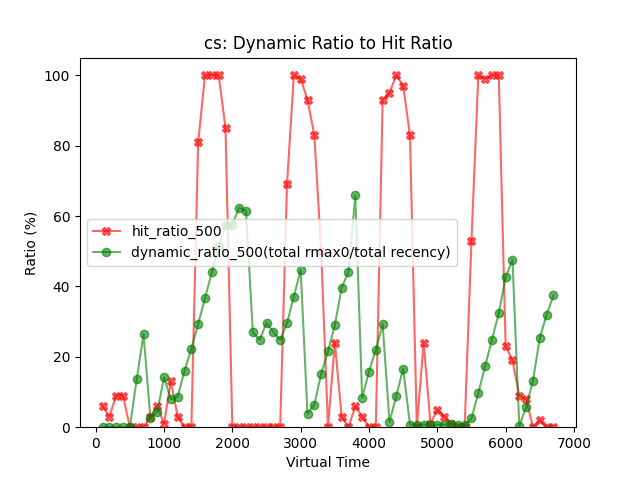 cs: Dynamic Ratio to Hit Ratio
Ratio (%)
100
80
60
40
20
0
hit_ratio_500
dynamic_ratio_500(total rmax0/total recency)
0 1000 2000 3000 4000 5000 6000 7000
Virtual Time